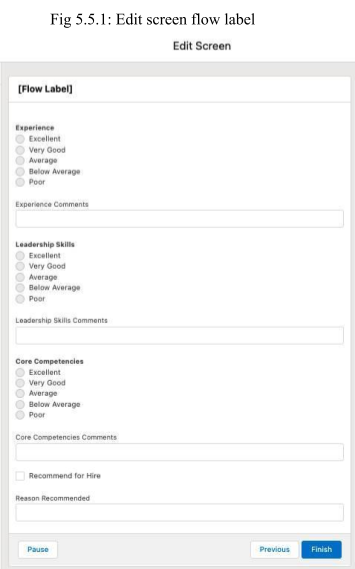 Fig 5.5.1: Edit screen flow label
Edit Screen
[Flow Label]
Experience
Excellent
Very Good
Average
Below Average
Poor
Experience Comments
Leadership Skills
Excellent
Very Good
Average
Below Average
Poor
Leadership Skills Comments
Core Competencies
Excellent
Very Good
Average
Below Average
Poor
Core Competencies Comments
Recommend for Hire
Reason Recommended
Pause Previous Finish